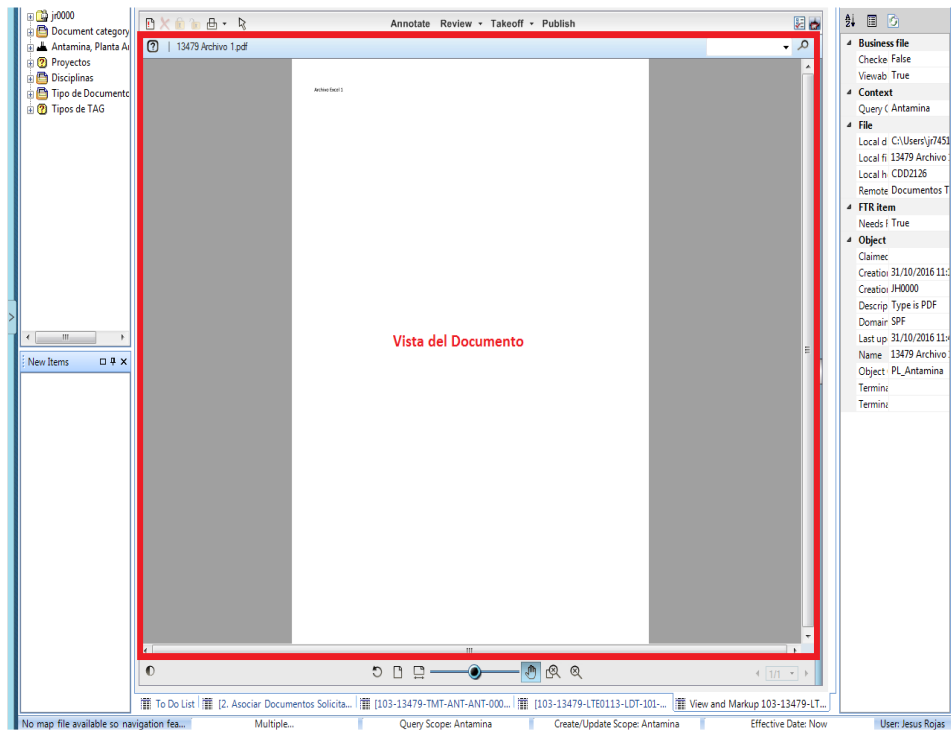 jr0000
Document category
Antamina, Planta A
Proyectos
Disciplinas
Tipo de Documento
Tipos de TAG
New Items
Annotate Review Takeoff Publish
13479 Archivo 1.pdf
Archivo Excel 1
Vista del Documento
1/1
To Do List
[2. Asociar Documentos Solicita...
[103-13479-TMT-ANT-ANT-000...
[103-13479-LTE0113-LDT-101-...
View and Markup 103-13479-LT...
Business file
Checke False
Viewab True
Context
Query ( Antamina
File
Local d C:\Users\jr7451
Local fi 13479 Archivo
Local h CDD2126
Remote Documentos T
FTR item
Needs F True
Object
Claimec
Creation 31/10/2016 11:
Creation JH0000
Descrip Type is PDF
Domair SPF
Last up 31/10/2016 11:
Name 13479 Archivo
Object PL_Antamina
Termina
Termina
No map file available so navigation fea...
Multiple...
Query Scope: Antamina
Create/Update Scope: Antamina
Effective Date: Now
User: Jesus Rojas